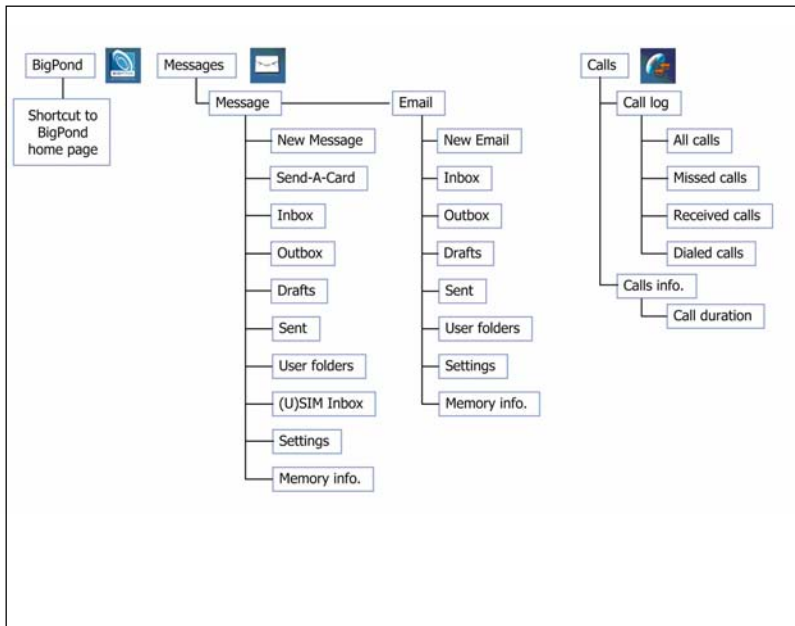 BigPond
Shortcut to
BigPond
home page
Messages
Message
New Message
Send-A-Card
Inbox
Outbox
Drafts
Sent
User folders
(U)SIM Inbox
Settings
Memory info.
Email
New Email
Inbox
Outbox
Drafts
Sent
User folders
Settings
Memory info.
Calls
Call log
All calls
Missed calls
Received calls
Dialed calls
Calls info.
Call duration